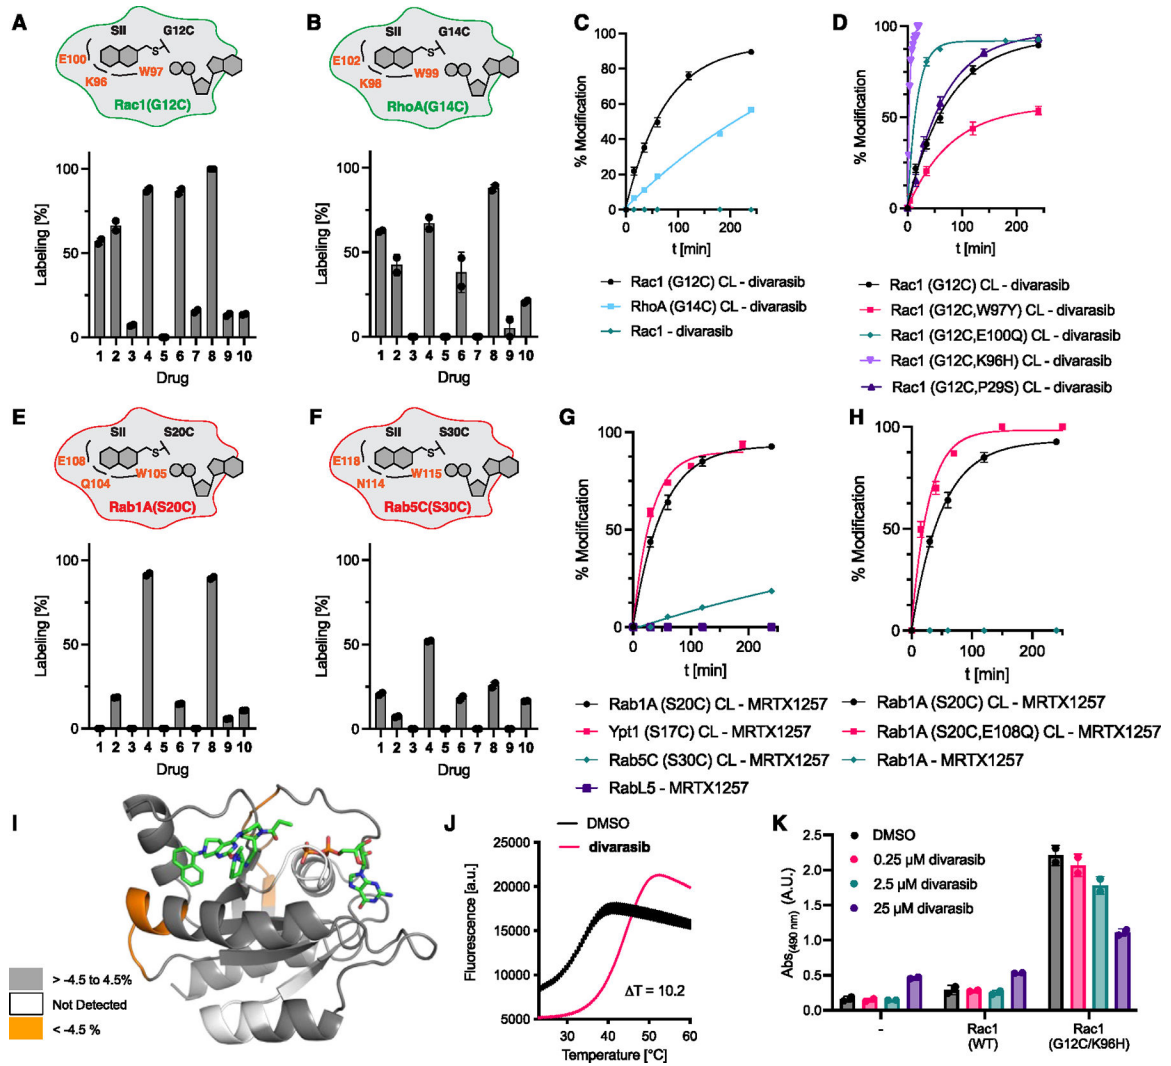 A
SII
G12C
S
E100
W97
K96
Rac1(G12C)
Labeling [%]
100
50
0
1 2 3 4 5 6 7 8 9 10
Drug
B
SII
G14C
S
E102
W99
K98
RhoA(G14C)
Labeling [%]
100
50
0
1 2 3 4 5 6 7 8 9 10
Drug
C
% Modification
100
80
60
40
20
0
0 100 200
t [min]
Rac1 (G12C) CL - divarasib
RhoA (G14C) CL - divarasib
Rac1 - divarasib
D
% Modification
100
50
0
0 100 200
t [min]
Rac1 (G12C) CL - divarasib
Rac1 (G12C,W97Y) CL - divarasib
Rac1 (G12C,E100Q) CL - divarasib
Rac1 (G12C,K96H) CL - divarasib
Rac1 (G12C,P29S) CL - divarasib
E
SII
S20C
S
E108
W105
Q104
Rab1A(S20C)
Labeling [%]
100
50
0
1 2 3 4 5 6 7 8 9 10
Drug
F
SII
S30C
S
E118
W115
N114
Rab5C(S30C)
Labeling [%]
100
50
0
1 2 3 4 5 6 7 8 9 10
Drug
G
% Modification
100
50
0
0 100 200
t [min]
Rab1A (S20C) CL - MRTX1257
Ypt1 (S17C) CL - MRTX1257
Rab5C (S30C) CL - MRTX1257
RabL5 - MRTX1257
H
% Modification
100
50
0
0 100 200
t [min]
Rab1A (S20C) CL - MRTX1257
Rab1A (S20C,E108Q) CL - MRTX1257
Rab1A - MRTX1257
I
> -4.5 to 4.5%
Not Detected
< -4.5 %
J
DMSO
divarasib
Fluorescence [a.u.]
25000
20000
15000
10000
5000
ΔT = 10.2
30 40 50 60
Temperature [°C]
K
DMSO
0.25 µM divarasib
2.5 µM divarasib
25 µM divarasib
Abs(490 nm) (A.U.)
2.5
2.0
1.5
1.0
0.5
0.0
-
Rac1
(WT)
Rac1
(G12C/K96H)